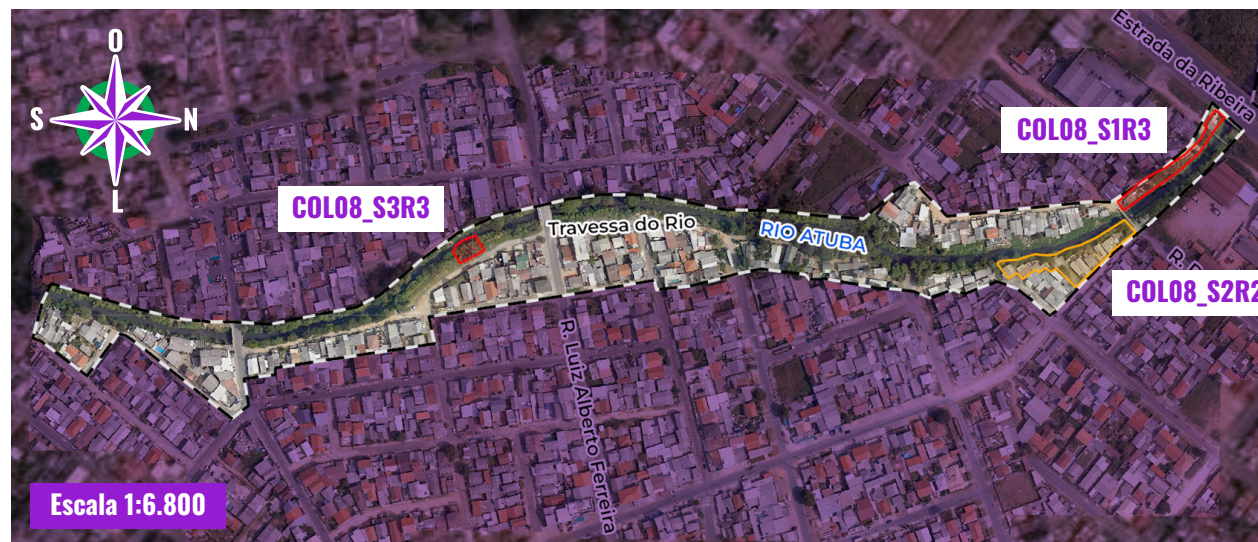 O
S
N
L
Estrada da Ribeira
COL08_S1R3
COL08_S3R3
Travessa do Rio
RIO ATUBA
COL08_S2R2
R. Luiz Alberto Ferreira
Escala 1:6.800